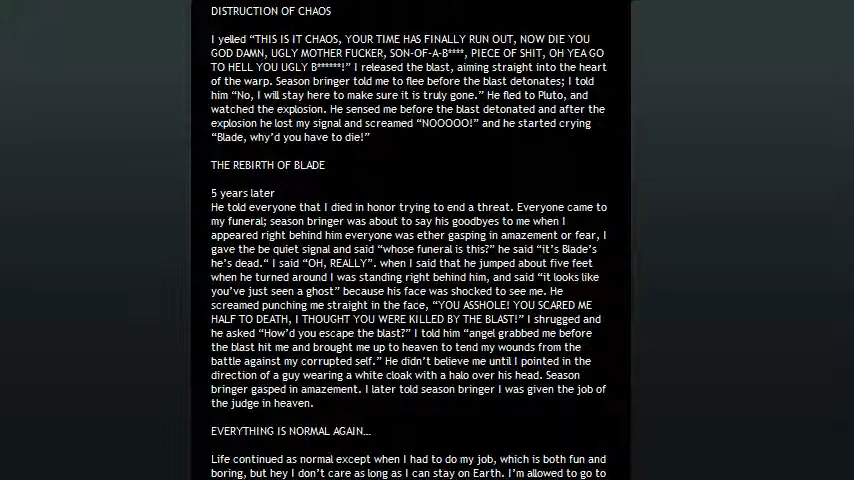 DISTRUCTION OF CHAOS
I yelled “THIS IS IT CHAOS, YOUR TIME HAS FINALLY RUN OUT, NOW DIE YOU
GOD DAMN, UGLY MOTHER FUCKER, SON-OF-A-B****, PIECE OF SHIT, OH YEA GO
TO HELL YOU UGLY B******!” I released the blast, aiming straight into the heart
of the warp. Season bringer told me to flee before the blast detonates; I told
him “No, I will stay here to make sure it is truly gone.” He fled to Pluto, and
watched the explosion. He sensed me before the blast detonated and after the
explosion he lost my signal and screamed “NOOOOO!” and he started crying
“Blade, why’d you have to die!”
THE REBIRTH OF BLADE
5 years later
He told everyone that I died in honor trying to end a threat. Everyone came to
my funeral; season bringer was about to say his goodbyes to me when I
appeared right behind him everyone was ether gasping in amazement or fear, I
gave the be quiet signal and said “whose funeral is this?” he said “it’s Blade’s
he’s dead.“ I said “OH, REALLY”. when I said that he jumped about five feet
when he turned around I was standing right behind him, and said “it looks like
you’ve just seen a ghost” because his face was shocked to see me. He
screamed punching me straight in the face, “YOU ASSHOLE! YOU SCARED ME
HALF TO DEATH, I THOUGHT YOU WERE KILLED BY THE BLAST!” I shrugged and
he asked “How’d you escape the blast?” I told him “angel grabbed me before
the blast hit me and brought me up to heaven to tend my wounds from the
battle against my corrupted self.” He didn’t believe me until I pointed in the
direction of a guy wearing a white cloak with a halo over his head. Season
bringer gasped in amazement. I later told season bringer I was given the job of
the judge in heaven.
EVERYTHING IS NORMAL AGAIN…
Life continued as normal except when I had to do my job, which is both fun and
boring, but hey I don’t care as long as I can stay on Earth. I’m allowed to go to